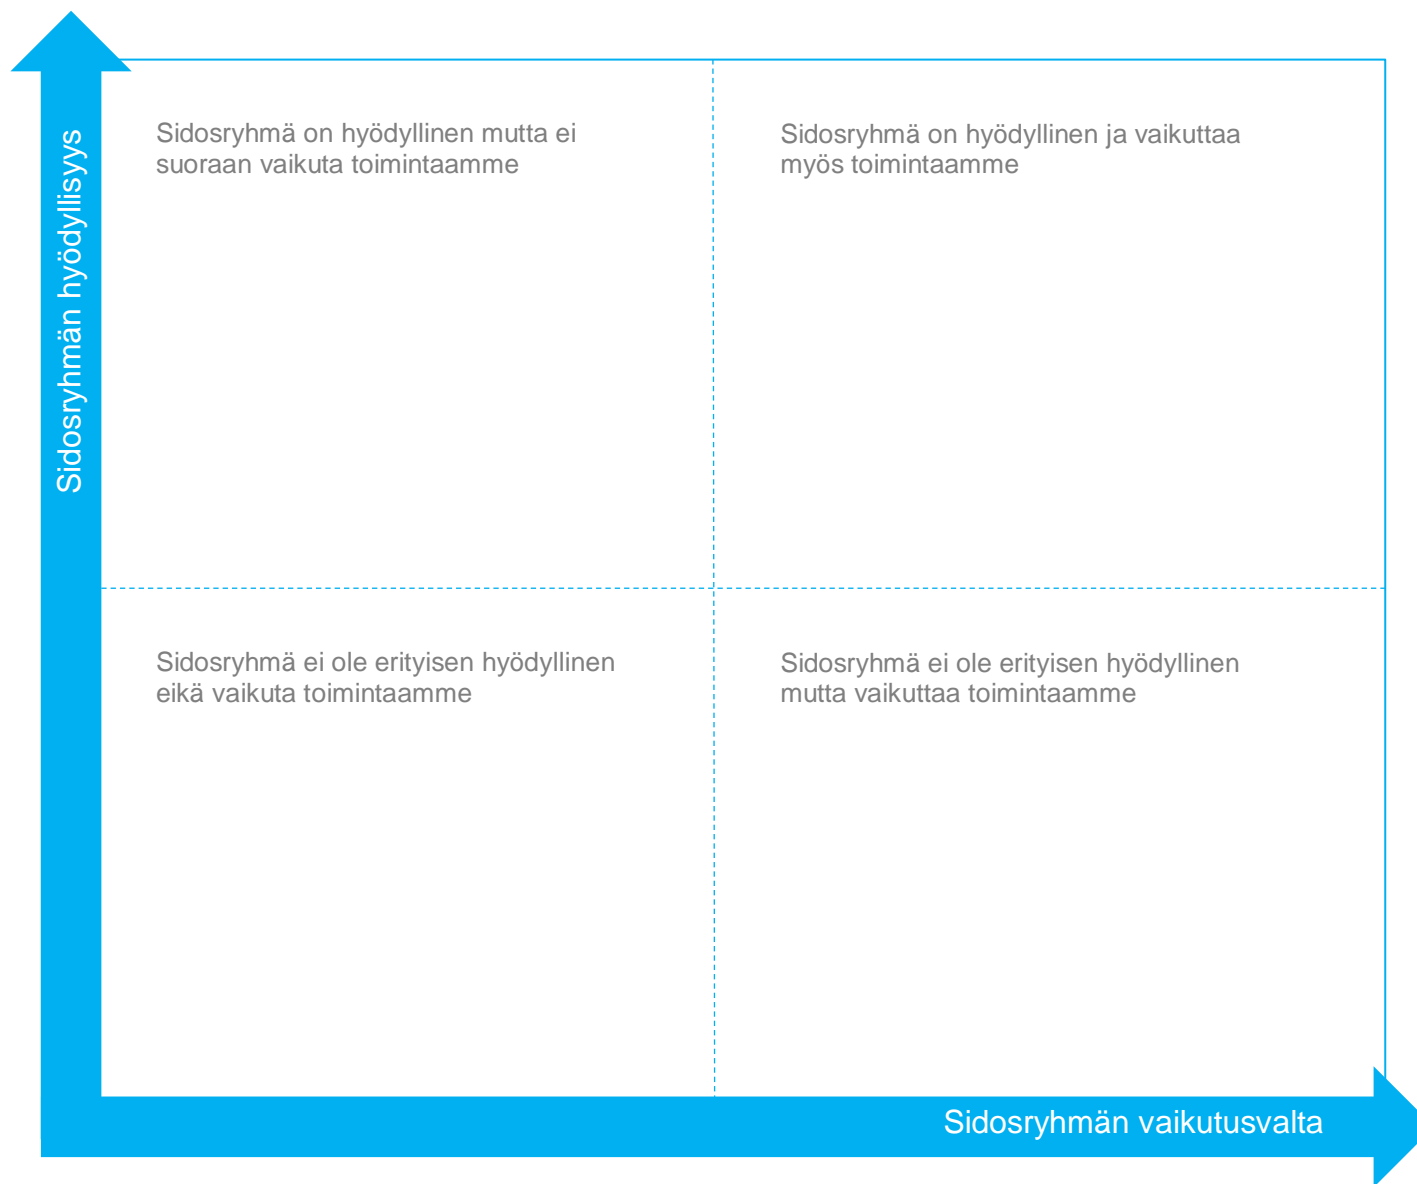 Sidosryhmän hyödyllisyys
Sidosryhmä on hyödyllinen mutta ei
suoraan vaikuta toimintaamme
Sidosryhmä on hyödyllinen ja vaikuttaa
myös toimintaamme
Sidosryhmä ei ole erityisen hyödyllinen
eikä vaikuta toimintaamme
Sidosryhmä ei ole erityisen hyödyllinen
mutta vaikuttaa toimintaamme
Sidosryhmän vaikutusvalta